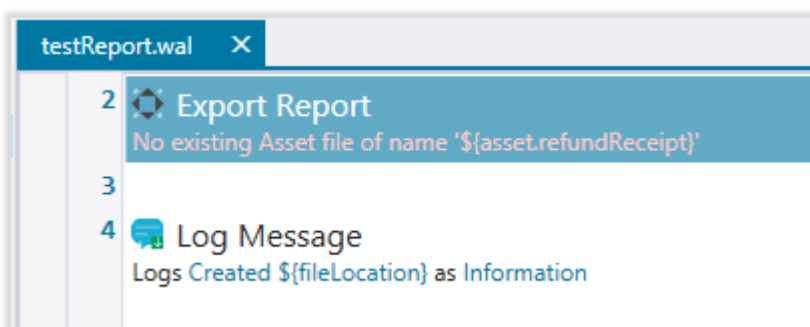 testReport.wal
2 Export Report
No existing Asset file of name '${asset.refundReceipt}'
3
4 Log Message
Logs Created ${fileLocation} as Information